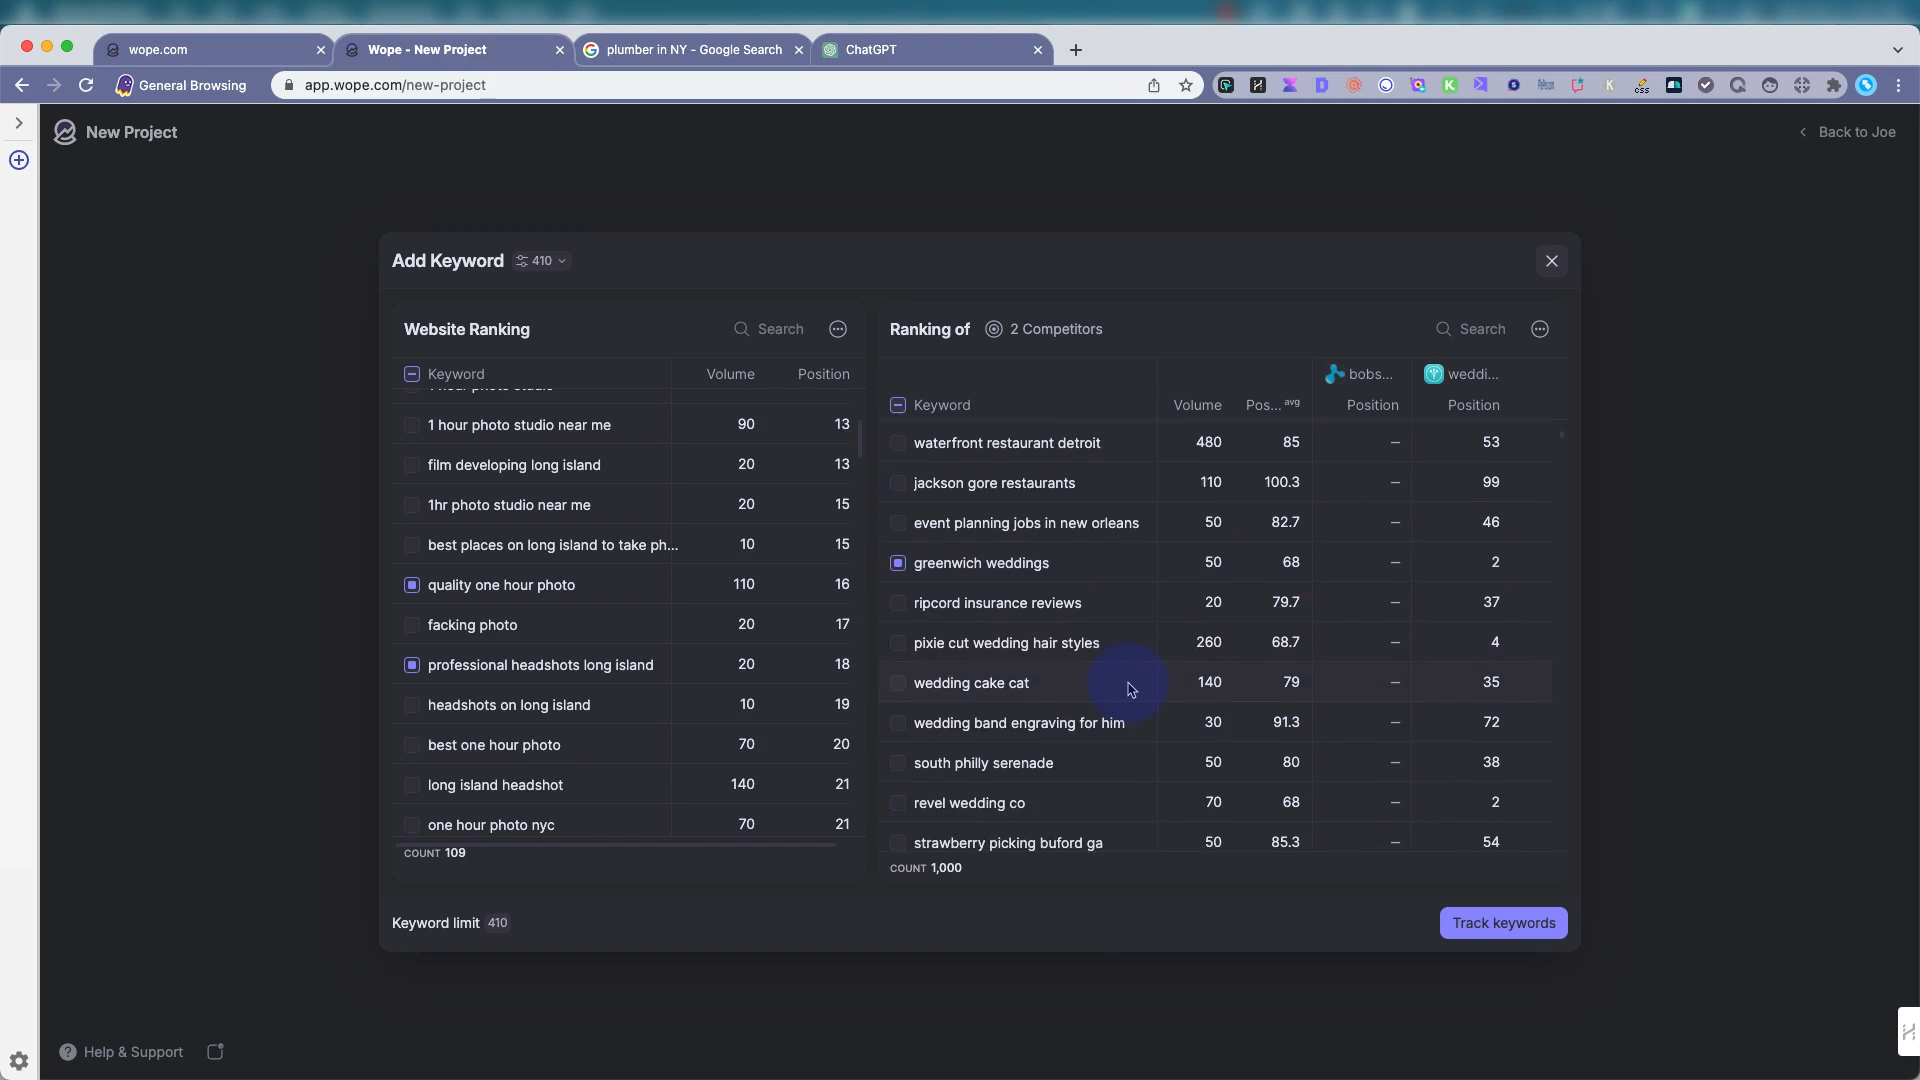 wope.com
Wope - New Project
plumber in NY - Google Search
ChatGPT
General Browsing
app.wope.com/new-project
New Project
Back to Joe
Add Keyword
410
Website Ranking
Search
Keyword Volume Position
1 hour photo studio
1 hour photo studio near me 90 13
film developing long island 20 13
1hr photo studio near me 20 15
best places on long island to take ph... 10 15
quality one hour photo 110 16
facking photo 20 17
professional headshots long island 20 18
headshots on long island 10 19
best one hour photo 70 20
long island headshot 140 21
one hour photo nyc 70 21
COUNT 109
Ranking of
2 Competitors
Search
bobs... weddi...
Keyword Volume Pos... avg Position Position
waterfront restaurant detroit 480 85 – 53
jackson gore restaurants 110 100.3 – 99
event planning jobs in new orleans 50 82.7 – 46
greenwich weddings 50 68 – 2
ripcord insurance reviews 20 79.7 – 37
pixie cut wedding hair styles 260 68.7 – 4
wedding cake cat 140 79 – 35
wedding band engraving for him 30 91.3 – 72
south philly serenade 50 80 – 38
revel wedding co 70 68 – 2
strawberry picking buford ga 50 85.3 – 54
COUNT 1,000
Keyword limit 410
Track keywords
Help & Support